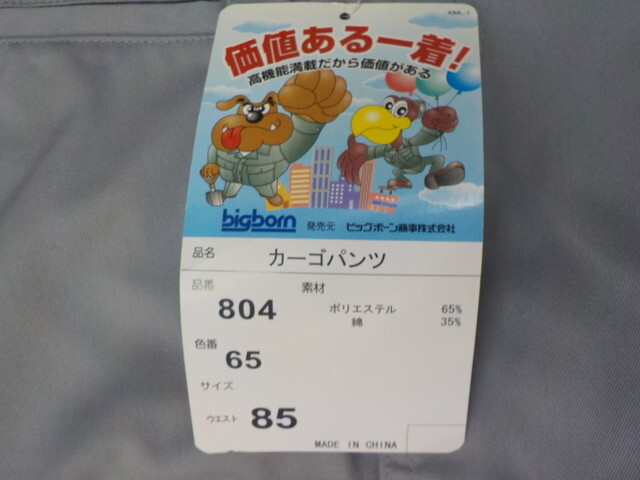 価値ある一着!
高機能満載だから価値がある
bigborn 発売元 ビッグボーン商事株式会社
品名 カーゴパンツ
品番 804 素材
ポリエステル 65%
綿 35%
色番 65
サイズ
ウエスト 85
MADE IN CHINA